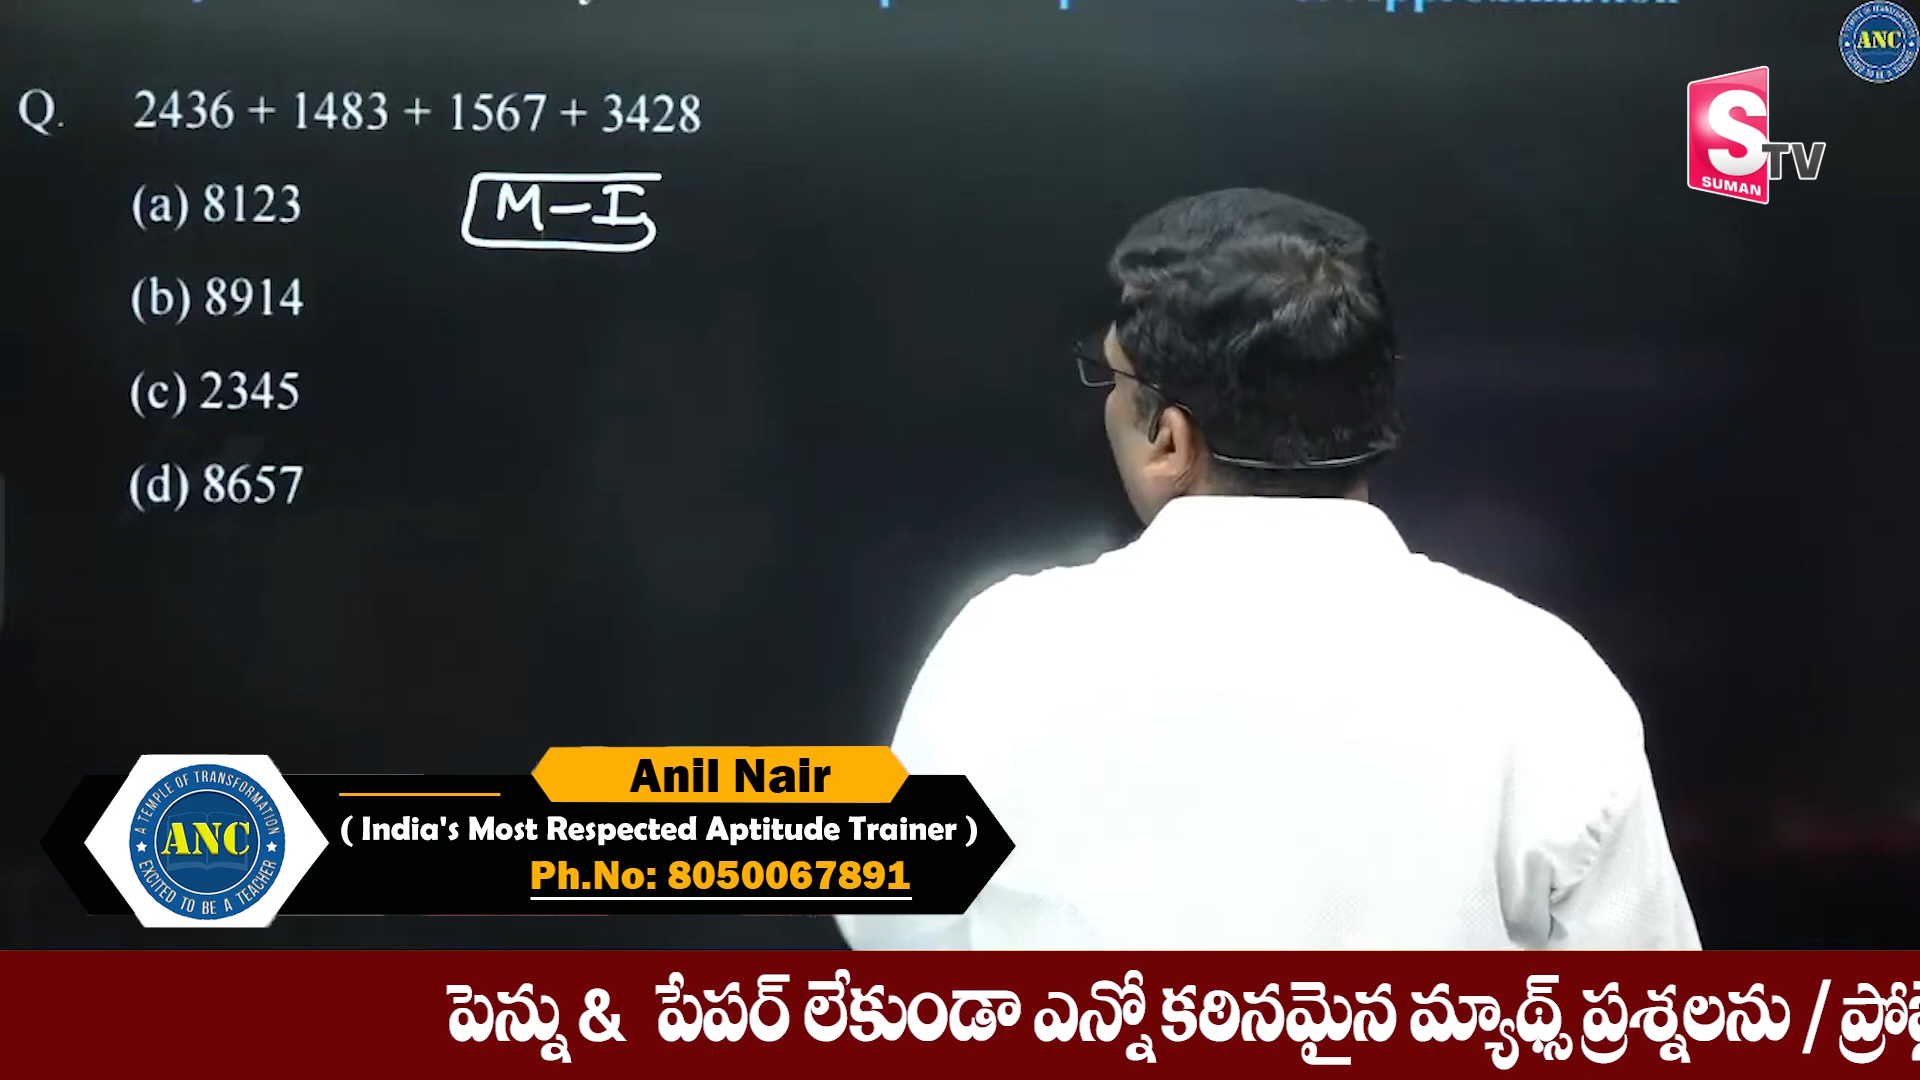 ANC
Q. 2436 + 1483 + 1567 + 3428
S
TV
SUMAN
(a) 8123
M-I
(b) 8914
(c) 2345
(d) 8657
Anil Nair
A TEMPLE OF TRANSFORMATION
ANC
EXCITED TO BE A TEACHER
( India's Most Respected Aptitude Trainer )
Ph.No: 8050067891
పెన్ను & పేపర్ లేకుండా ఎన్నో కఠినమైన మ్యాథ్స్ ప్రశ్నలను /